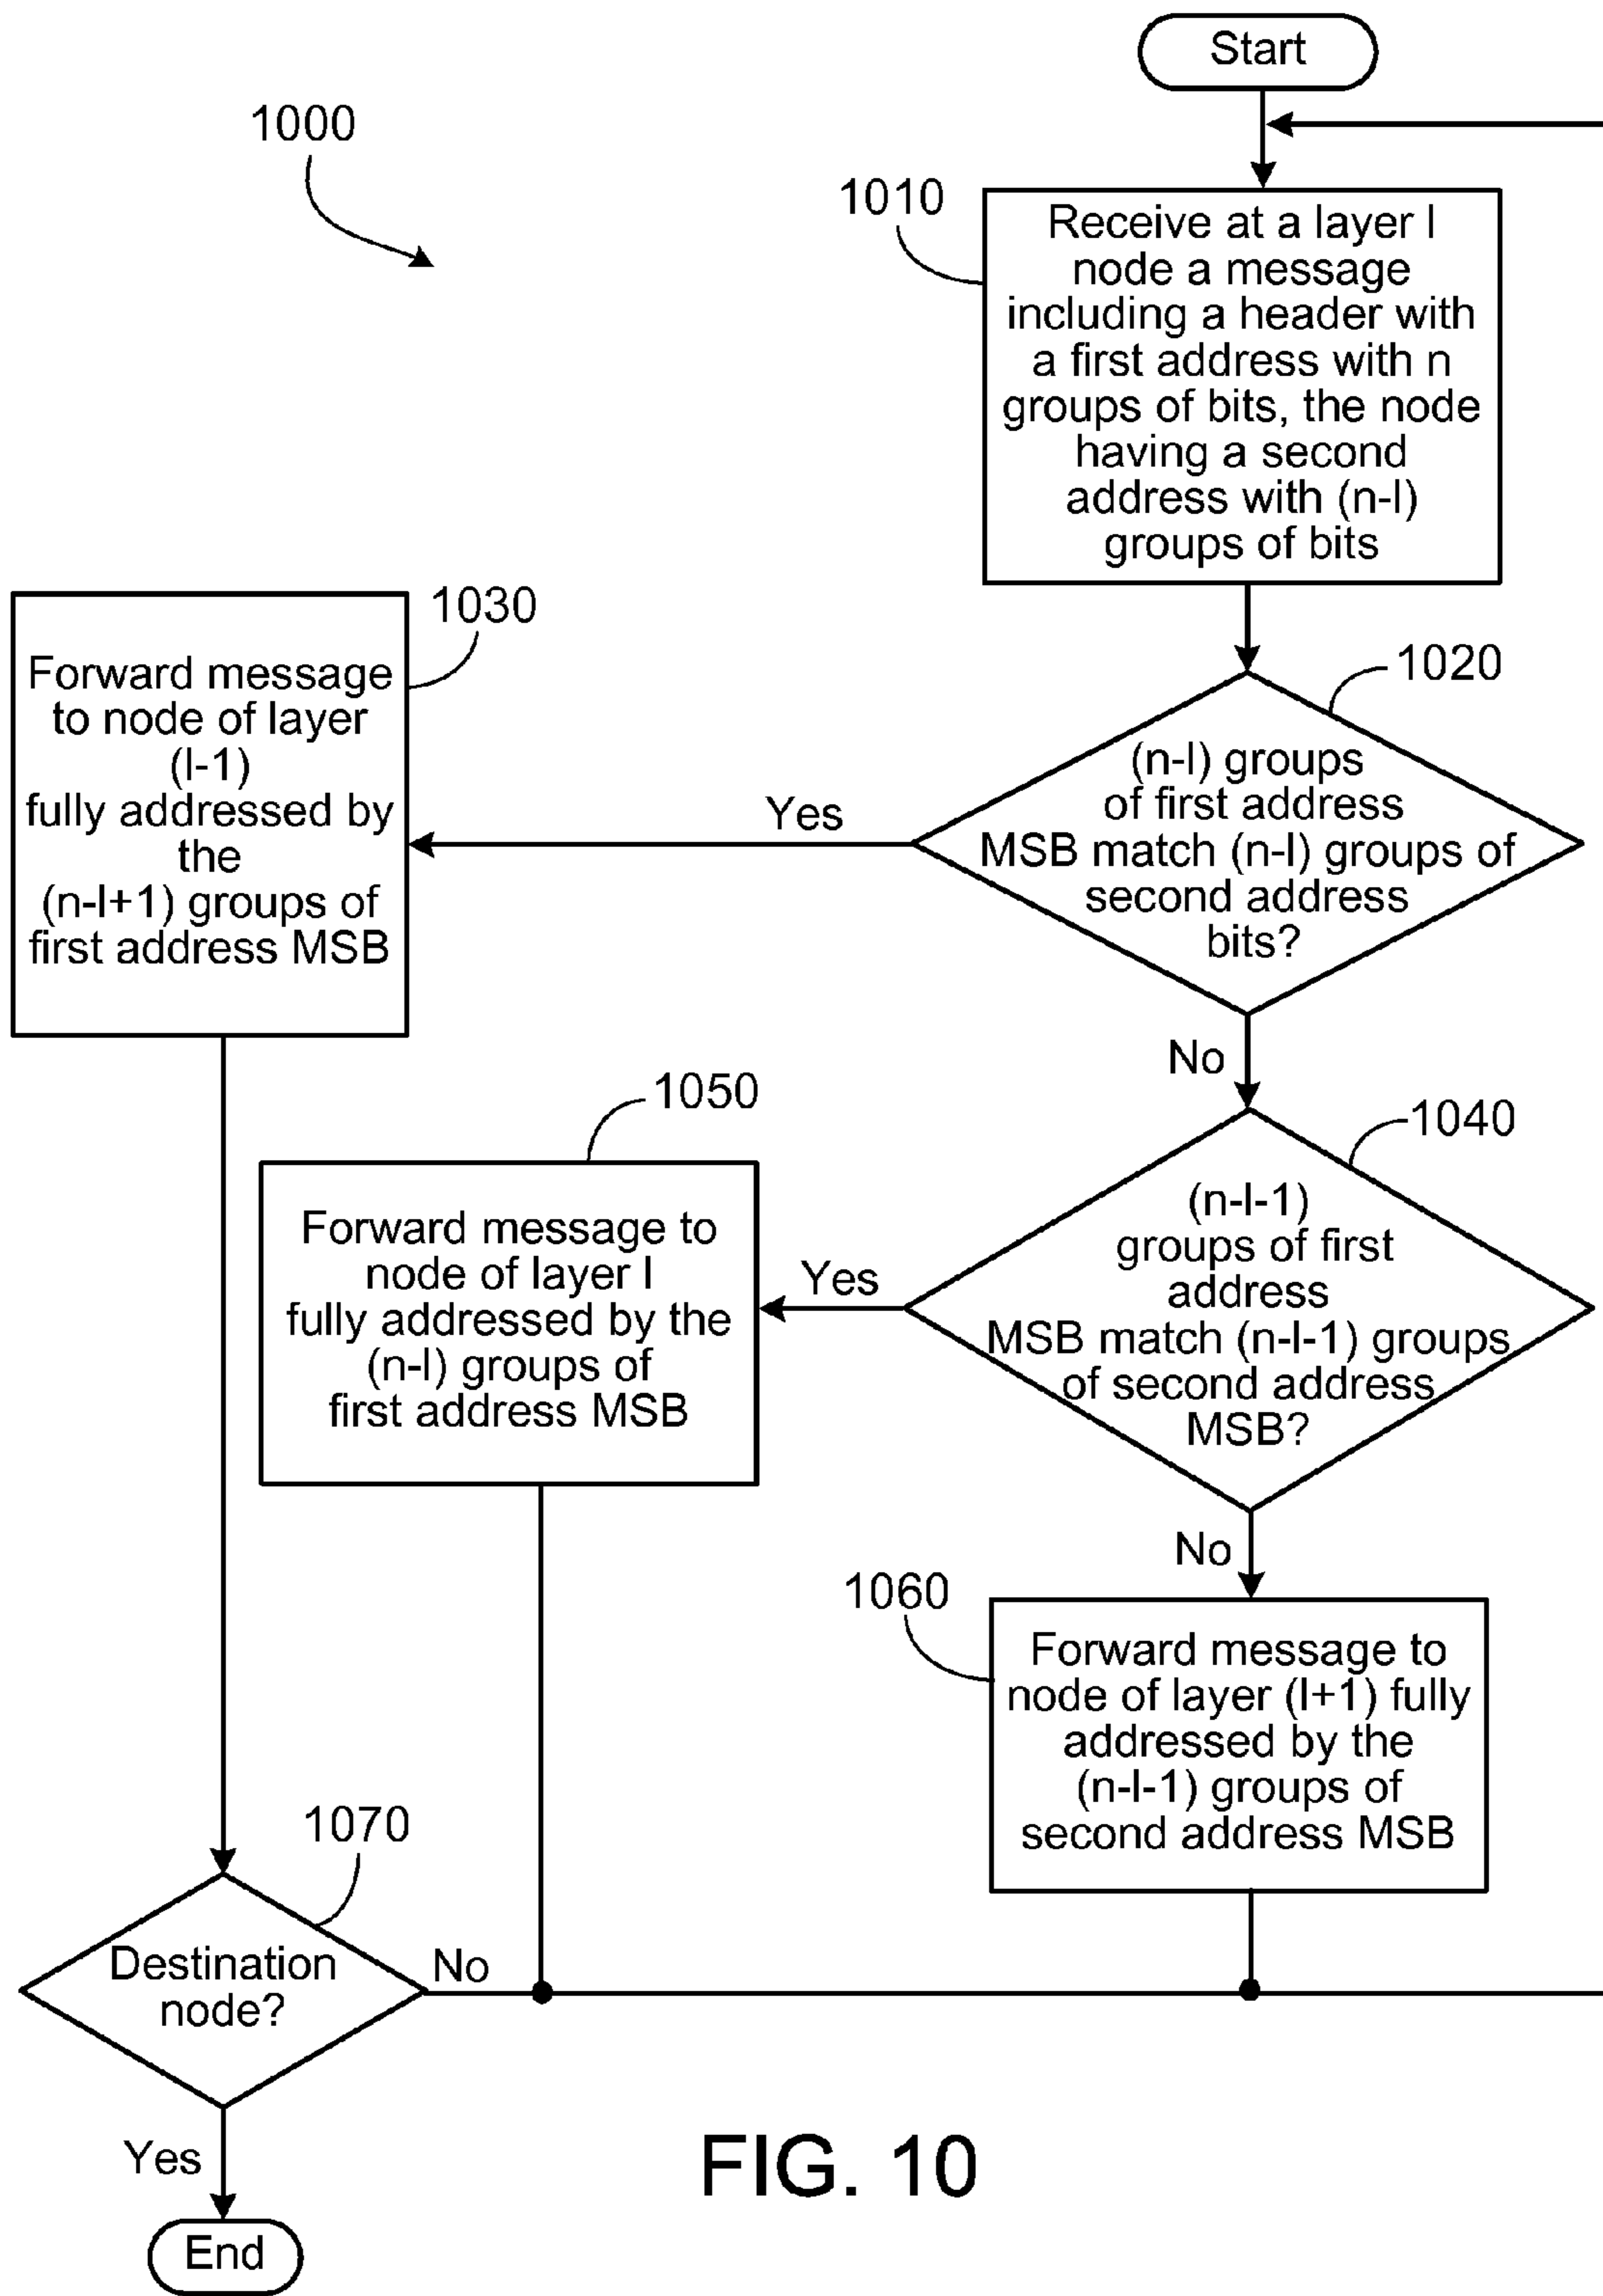 Start
1000
1010
Receive at a layer l
node a message
including a header with
a first address with n
groups of bits, the node
having a second
address with (n-l)
groups of bits
1030
Forward message
to node of layer
(l-1)
fully addressed by
the
(n-l+1) groups of
first address MSB
1020
(n-l) groups
of first address
MSB match (n-l) groups of
second address
bits?
Yes
No
1050
Forward message to
node of layer l
fully addressed by the
(n-l) groups of
first address MSB
1040
(n-l-1)
groups of first
address
MSB match (n-l-1) groups
of second address
MSB?
Yes
No
1060
Forward message to
node of layer (l+1) fully
addressed by the
(n-l-1) groups of
second address MSB
1070
Destination
node?
No
Yes
End
FIG. 10